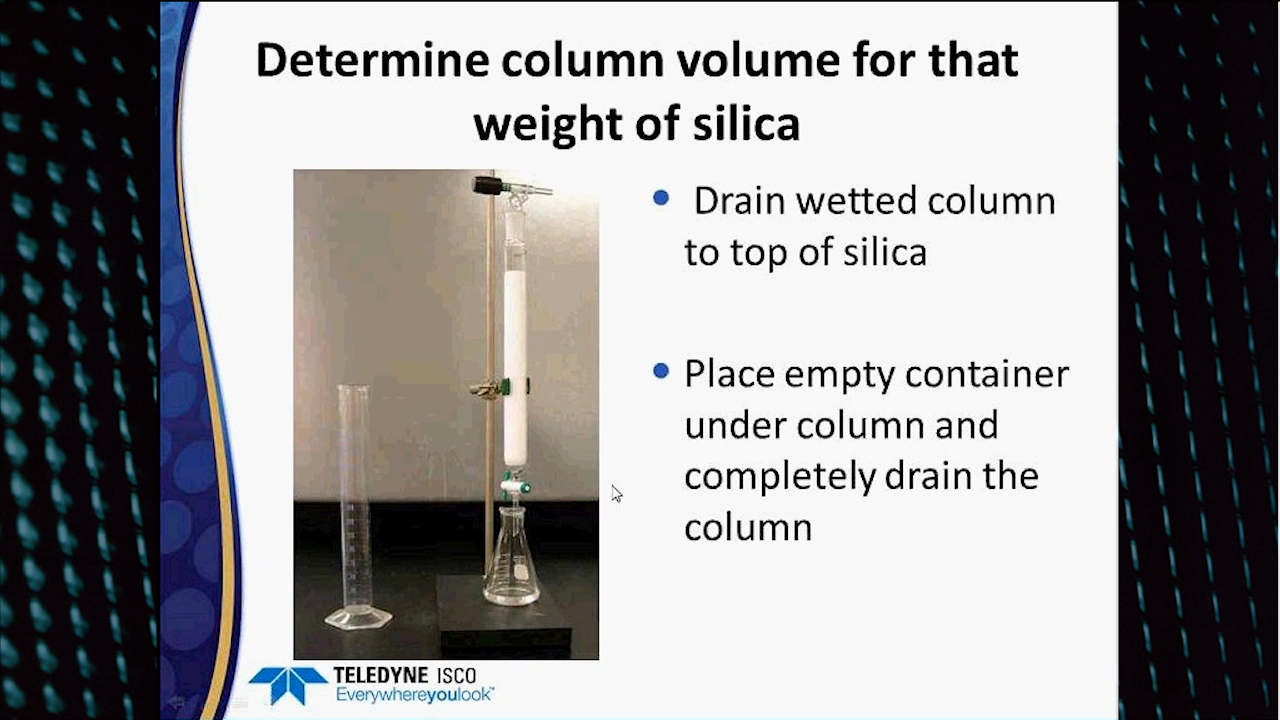 Determine column volume for that
weight of silica
Drain wetted column
to top of silica
Place empty container
under column and
completely drain the
column
TELEDYNE ISCO
Everywhereyoulook™